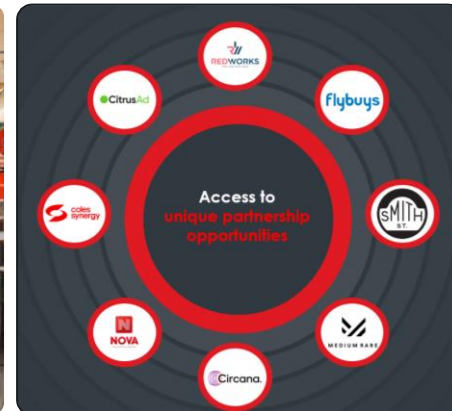 REDWORKS
CitrusAd
flybuys
coles
synergy
Access to
unique partnership
opportunities
SMITH
ST.
N
NOVA
MEDIUM RARE
Circana.